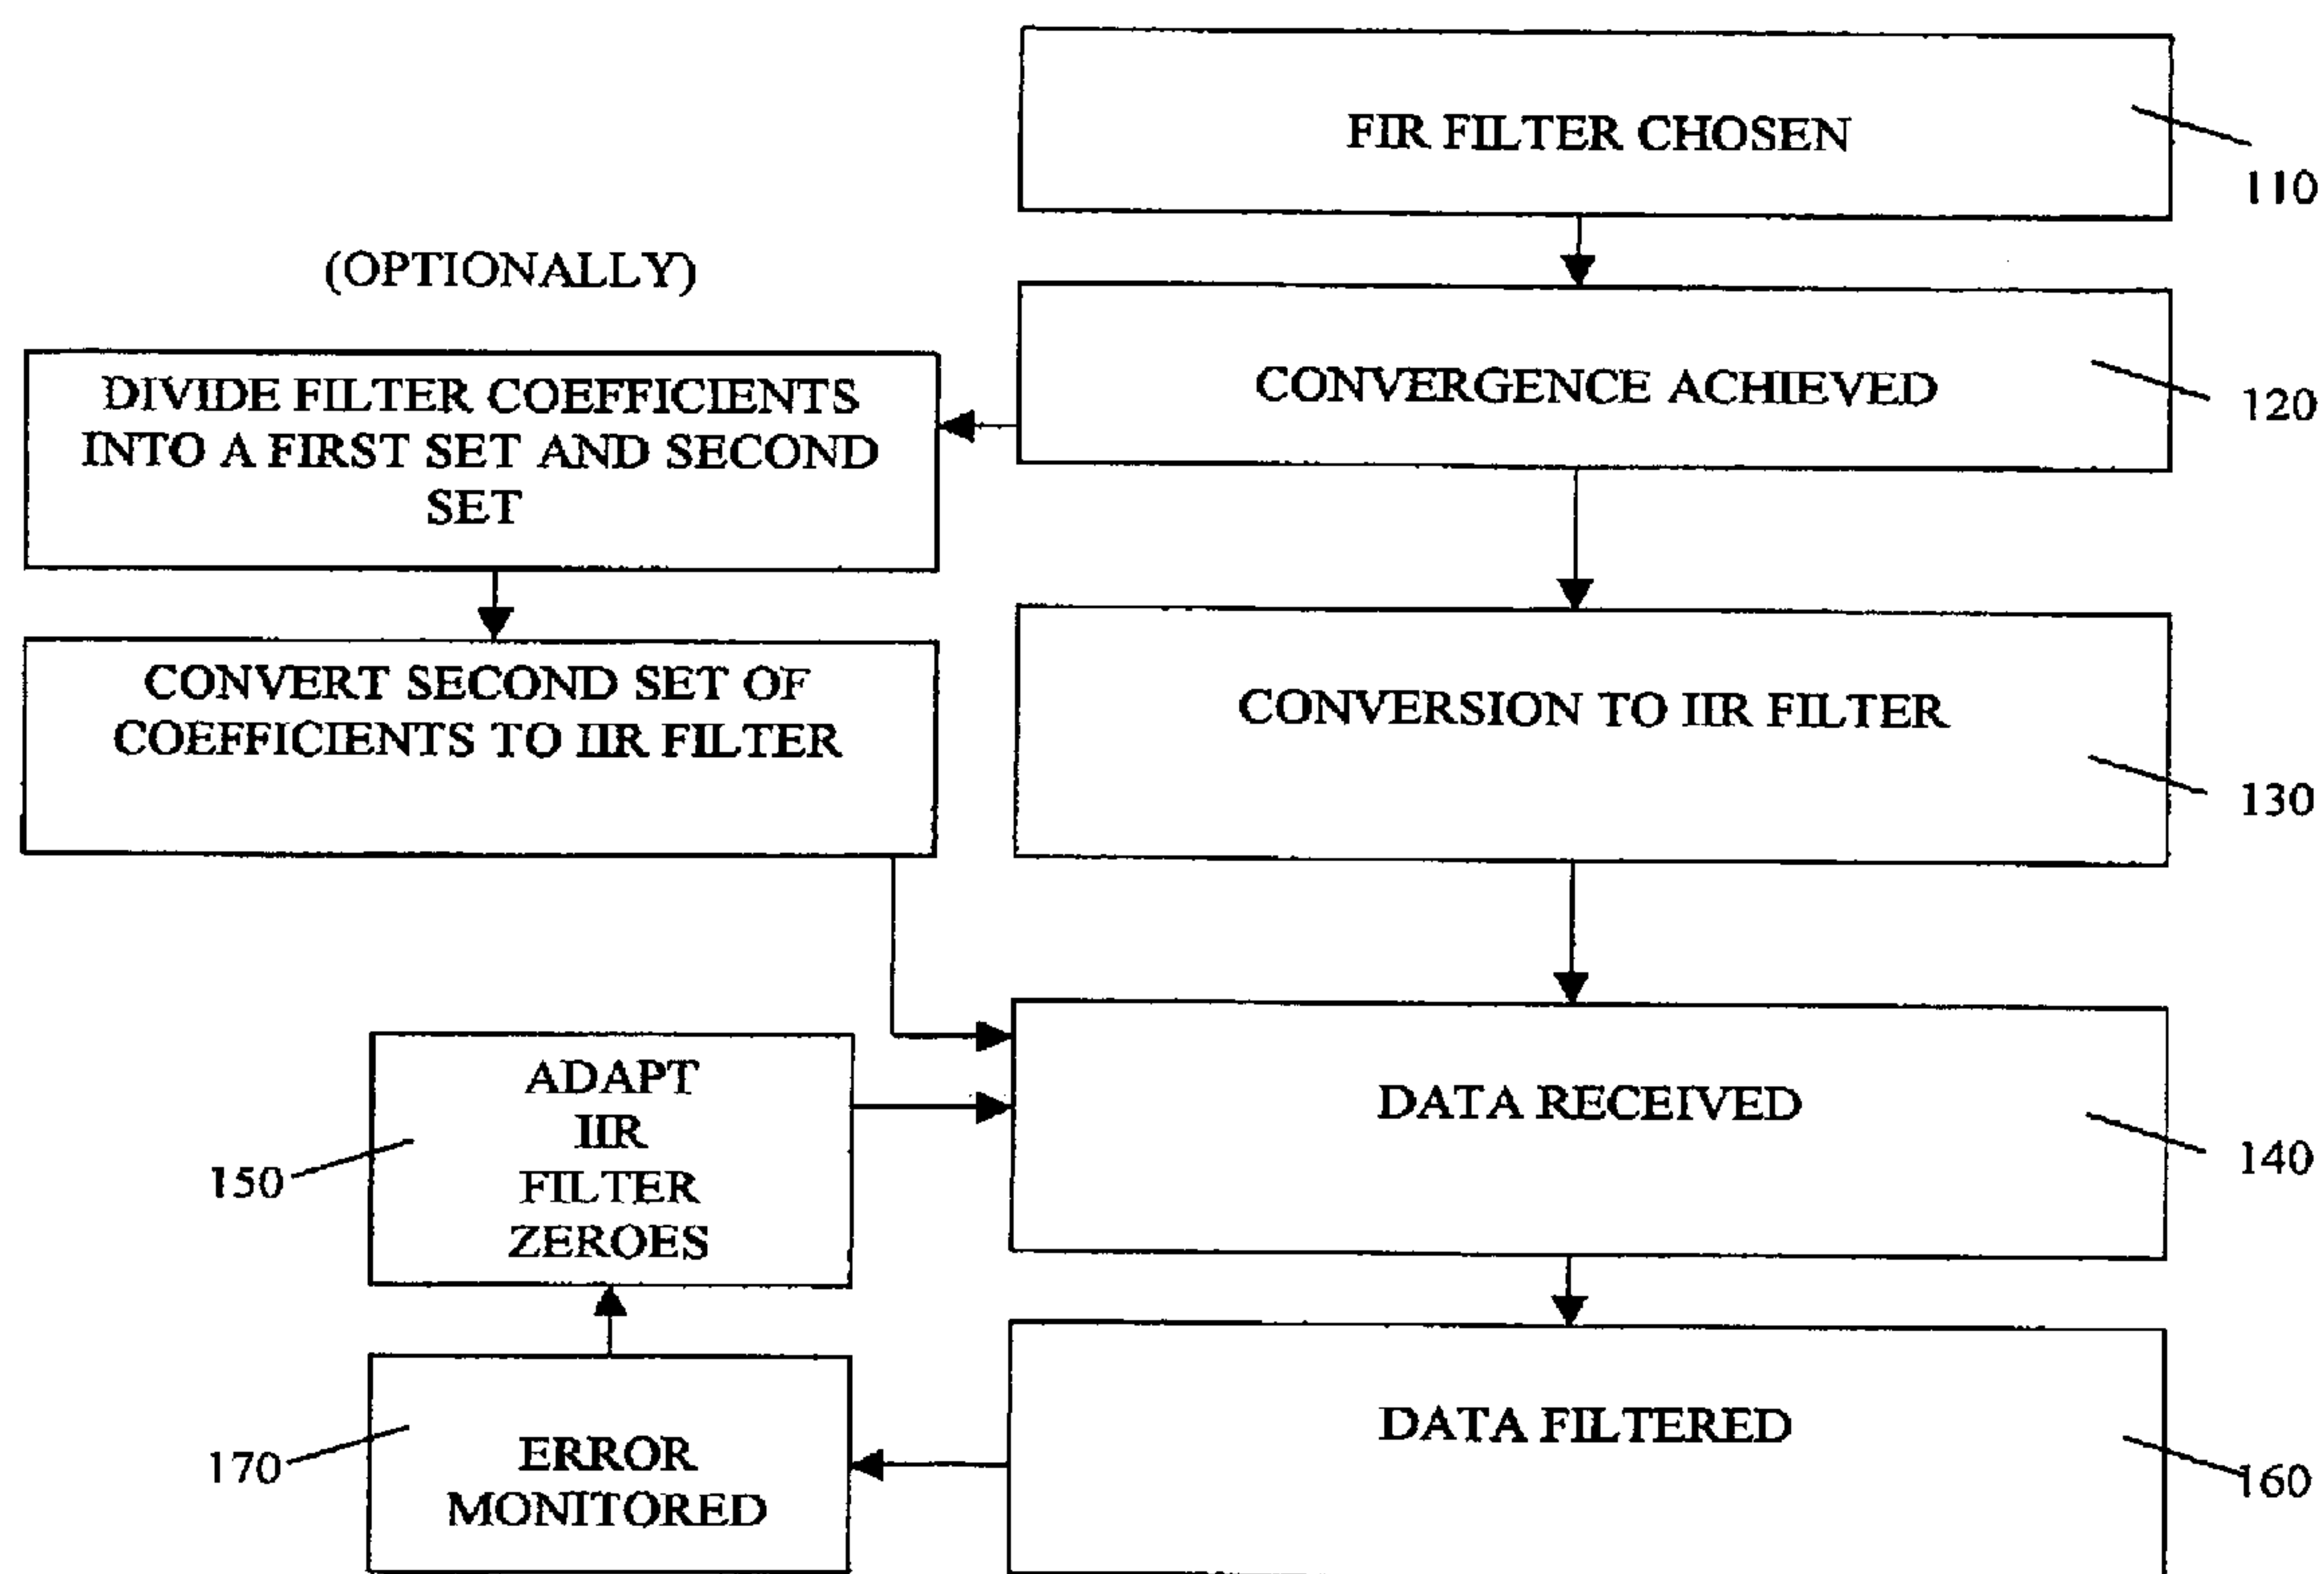 FIR FILTER CHOSEN
110
(OPTIONALLY)
DIVIDE FILTER COEFFICIENTS
INTO A FIRST SET AND SECOND
SET
CONVERGENCE ACHIEVED
120
CONVERT SECOND SET OF
COEFFICIENTS TO IIR FILTER
CONVERSION TO IIR FILTER
130
ADAPT
IIR
FILTER
ZEROES
150
DATA RECEIVED
140
ERROR
MONITORED
170
DATA FILTERED
160